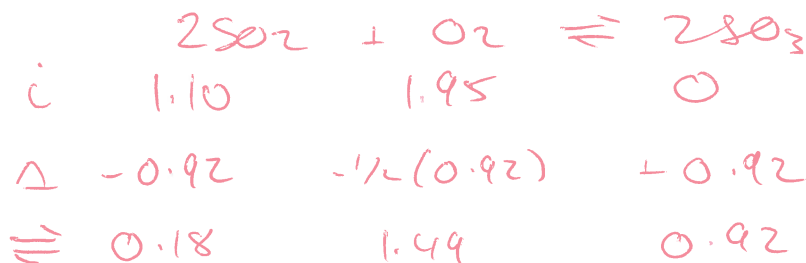 2SO2 + O2 ⇌ 2SO3
i 1.10 1.95 0
Δ -0.92 -1/2(0.92) + 0.92
⇌ 0.18 1.49 0.92